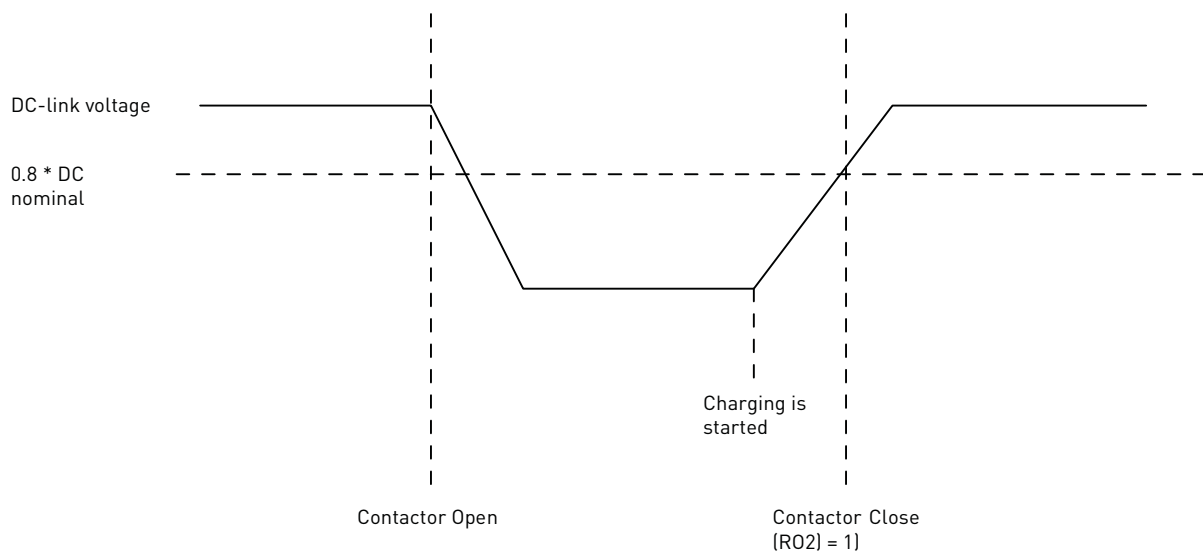 DC-link voltage
0.8 * DC
nominal
Charging is
started
Contactor Open
Contactor Close
(RO2) = 1)